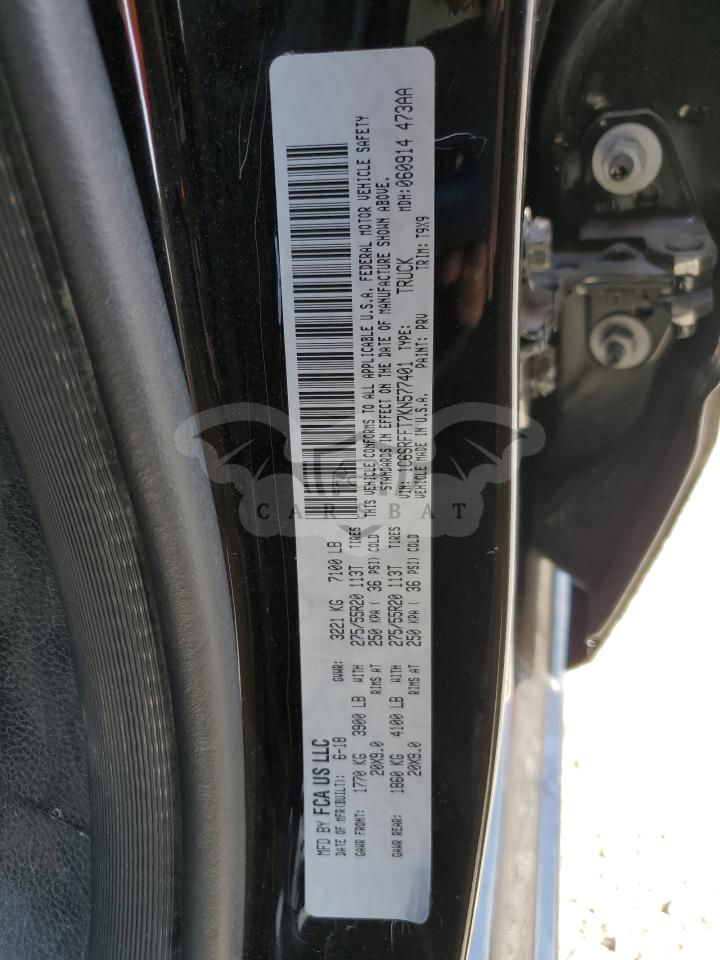 MFD BY FCA US LLC
DATE OF MFR(BUILT): 6-18 GVWR: 3221 KG 7100 LB
GAWR FRONT: 1770 KG 3900 LB WITH 275/55R20 113T TIRES
20X9.0 RIMS AT 250 KPA ( 36 PSI) COLD
GAWR REAR: 1860 KG 4100 LB WITH 275/55R20 113T TIRES
20X9.0 RIMS AT 250 KPA ( 36 PSI) COLD
THIS VEHICLE CONFORMS TO ALL APPLICABLE U.S.A. FEDERAL MOTOR VEHICLE SAFETY
STANDARDS IN EFFECT ON THE DATE OF MANUFACTURE SHOWN ABOVE.
VIN: 1C6SRFFT7KN577401 TYPE: TRUCK MDH:060914 473AA
VEHICLE MADE IN U.S.A. PAINT: PRV TRIM: T9X9
CARSBAT